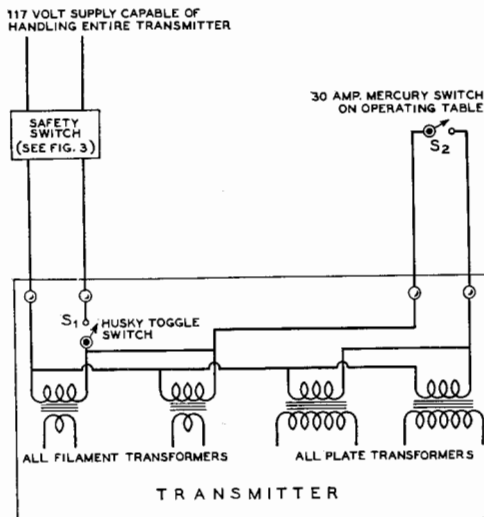 117 VOLT SUPPLY CAPABLE OF
HANDLING ENTIRE TRANSMITTER
30 AMP. MERCURY SWITCH
ON OPERATING TABLE
SAFETY
SWITCH
(SEE FIG. 3)
S2
S1
HUSKY TOGGLE
SWITCH
ALL FILAMENT TRANSFORMERS
ALL PLATE TRANSFORMERS
TRANSMITTER